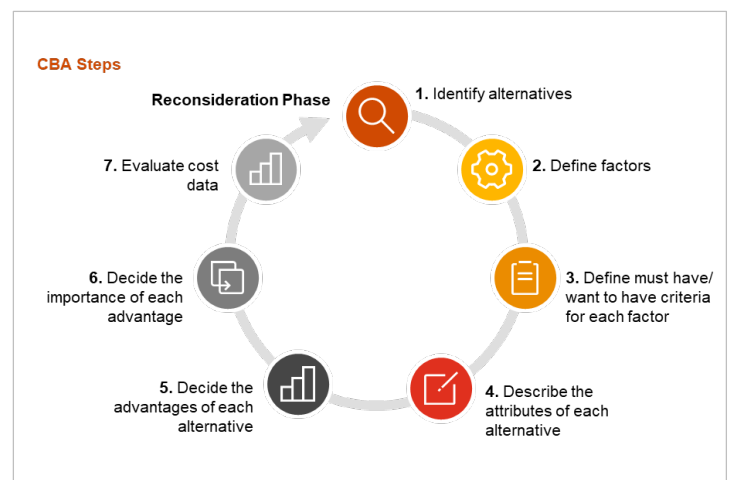 CBA Steps
Reconsideration Phase
1. Identify alternatives
2. Define factors
3. Define must have/
want to have criteria
for each factor
4. Describe the
attributes of each
alternative
5. Decide the
advantages of each
alternative
6. Decide the
importance of each
advantage
7. Evaluate cost
data